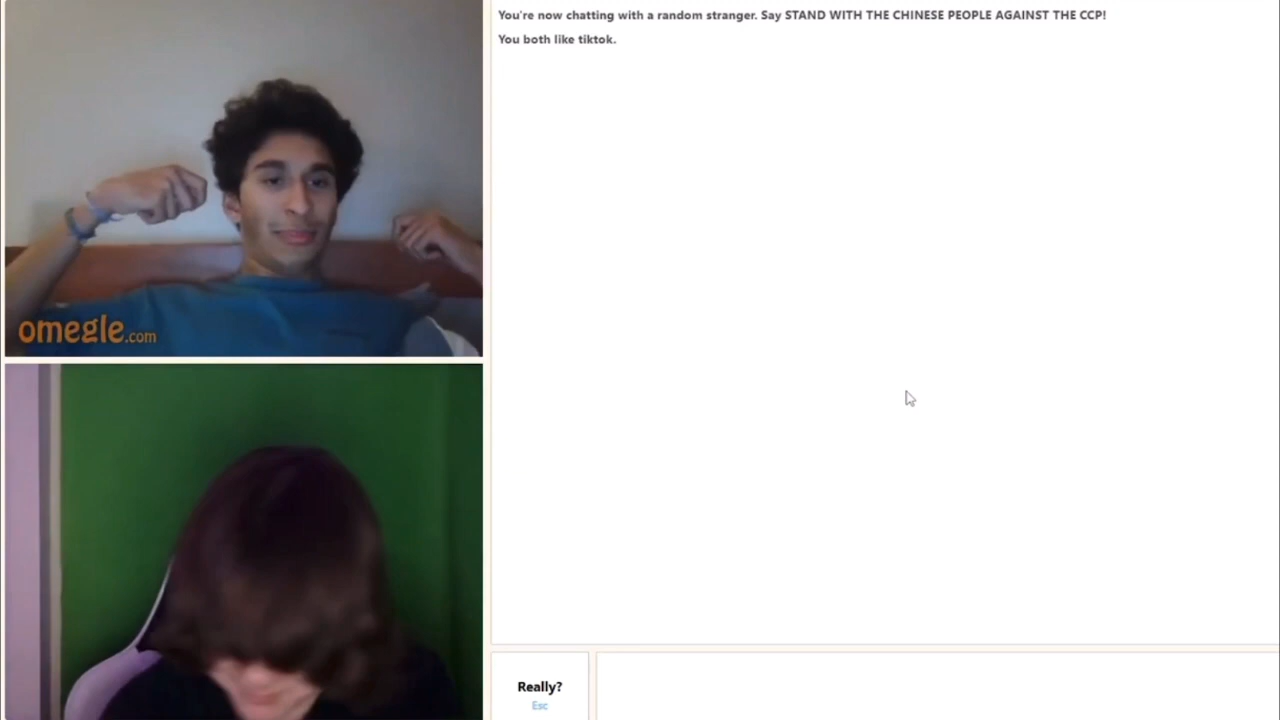 You're now chatting with a random stranger. Say STAND WITH THE CHINESE PEOPLE AGAINST THE CCP!
You both like tiktok.
omegle.com
Really?
Esc